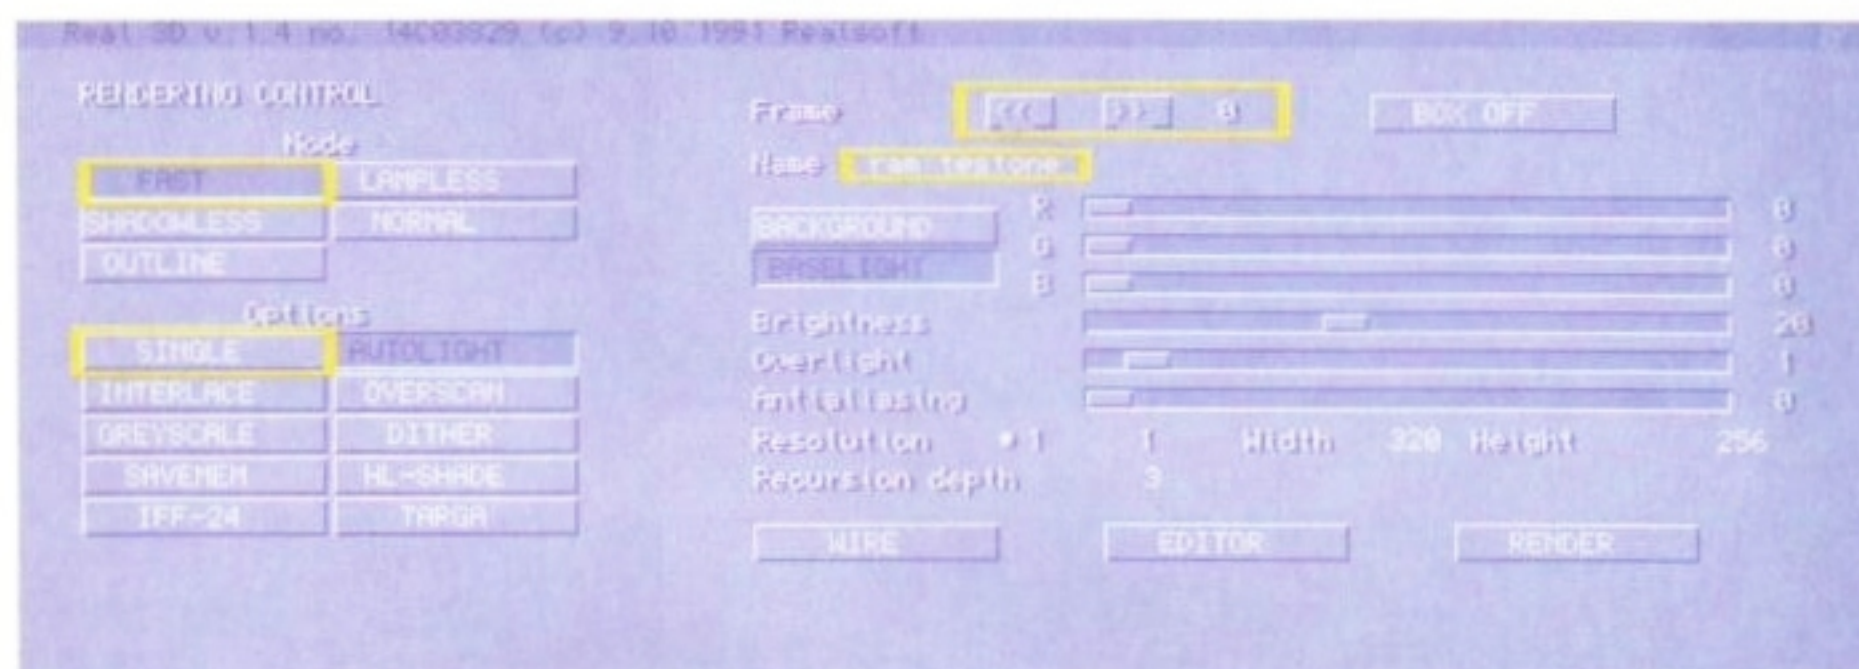 Real 3D v.1.4 no. (4C03829 (c) 9.10 1991 Realsoft
RENDERING CONTROL
Mode
FAST LAMPLESS
SHADOWLESS NORMAL
OUTLINE
Options
SINGLE AUTOLIGHT
INTERLACE OVERSCAN
GREYSCALE DITHER
SAVEMEM HL-SHADE
IFF-24 TARGA
Frame << >> 0 BOX OFF
Name ram
BACKGROUND
BASELIGHT
R 0
G 0
B 0
Brightness 20
Overlight 1
Antialiasing 0
Resolution * 1 1 Width 320 Height 256
Recursion depth 3
WIRE EDITOR RENDER